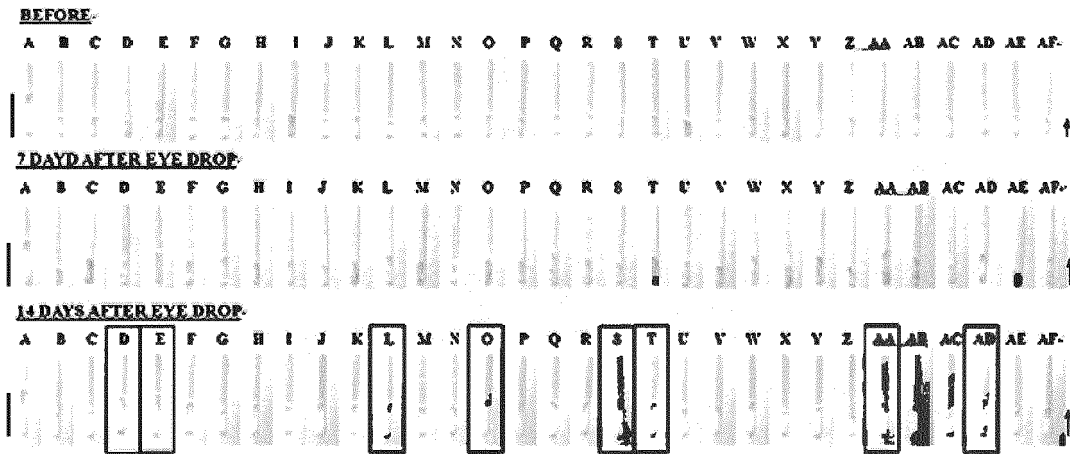 BEFORE
A B C D E F G H I J K L M N O P Q R S T U V W X Y Z AA AB AC AD AE AF
7 DAYD AFTER EYE DROP
A B C D E F G H I J K L M N O P Q R S T U V W X Y Z AA AB AC AD AE AF
14 DAYS AFTER EYE DROP
A B C D E F G H I J K L M N O P Q R S T U V W X Y Z AA AB AC AD AE AF